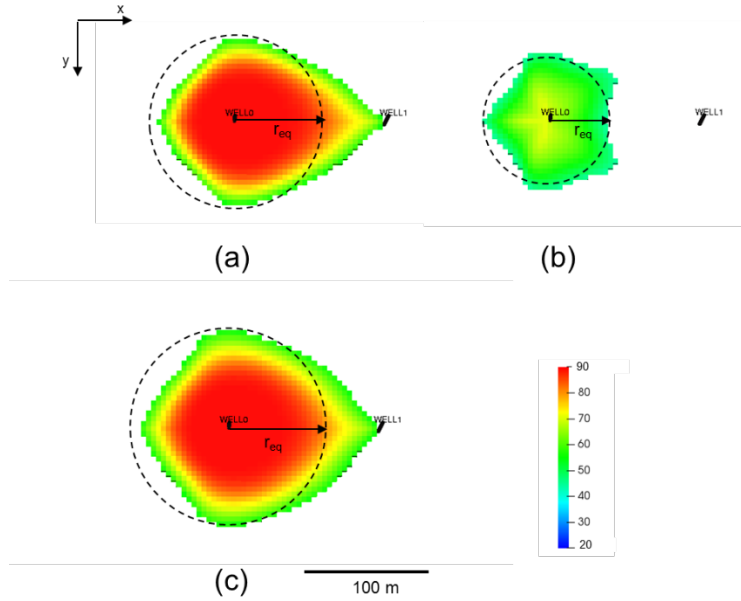 x
y
WELL0
WELL1
r_eq
(a)
WELL0
WELL1
r_eq
(b)
WELL0
WELL1
r_eq
(c)
100 m
90
80
70
60
50
40
30
20